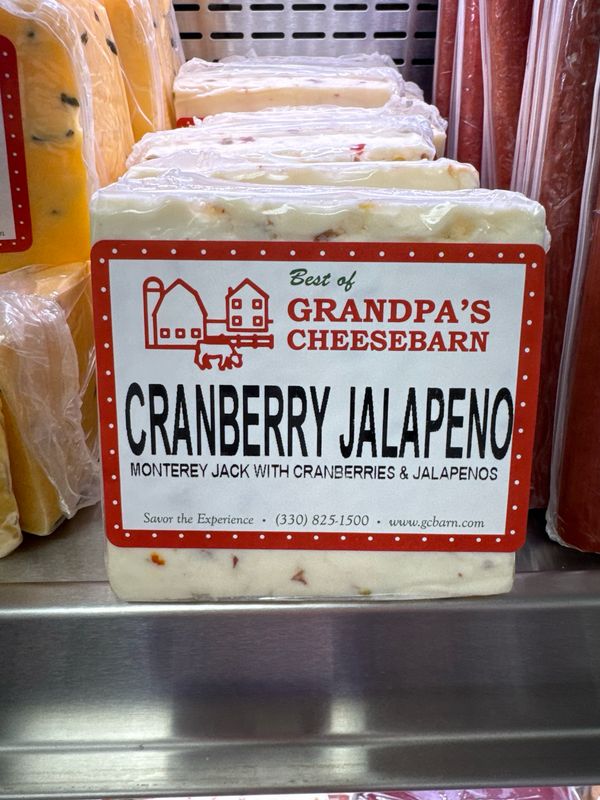 Best of
GRANDPA'S
CHEESEBARN
CRANBERRY JALAPENO
MONTEREY JACK WITH CRANBERRIES & JALAPENOS
Savor the Experience • (330) 825-1500 • www.gcbarn.com